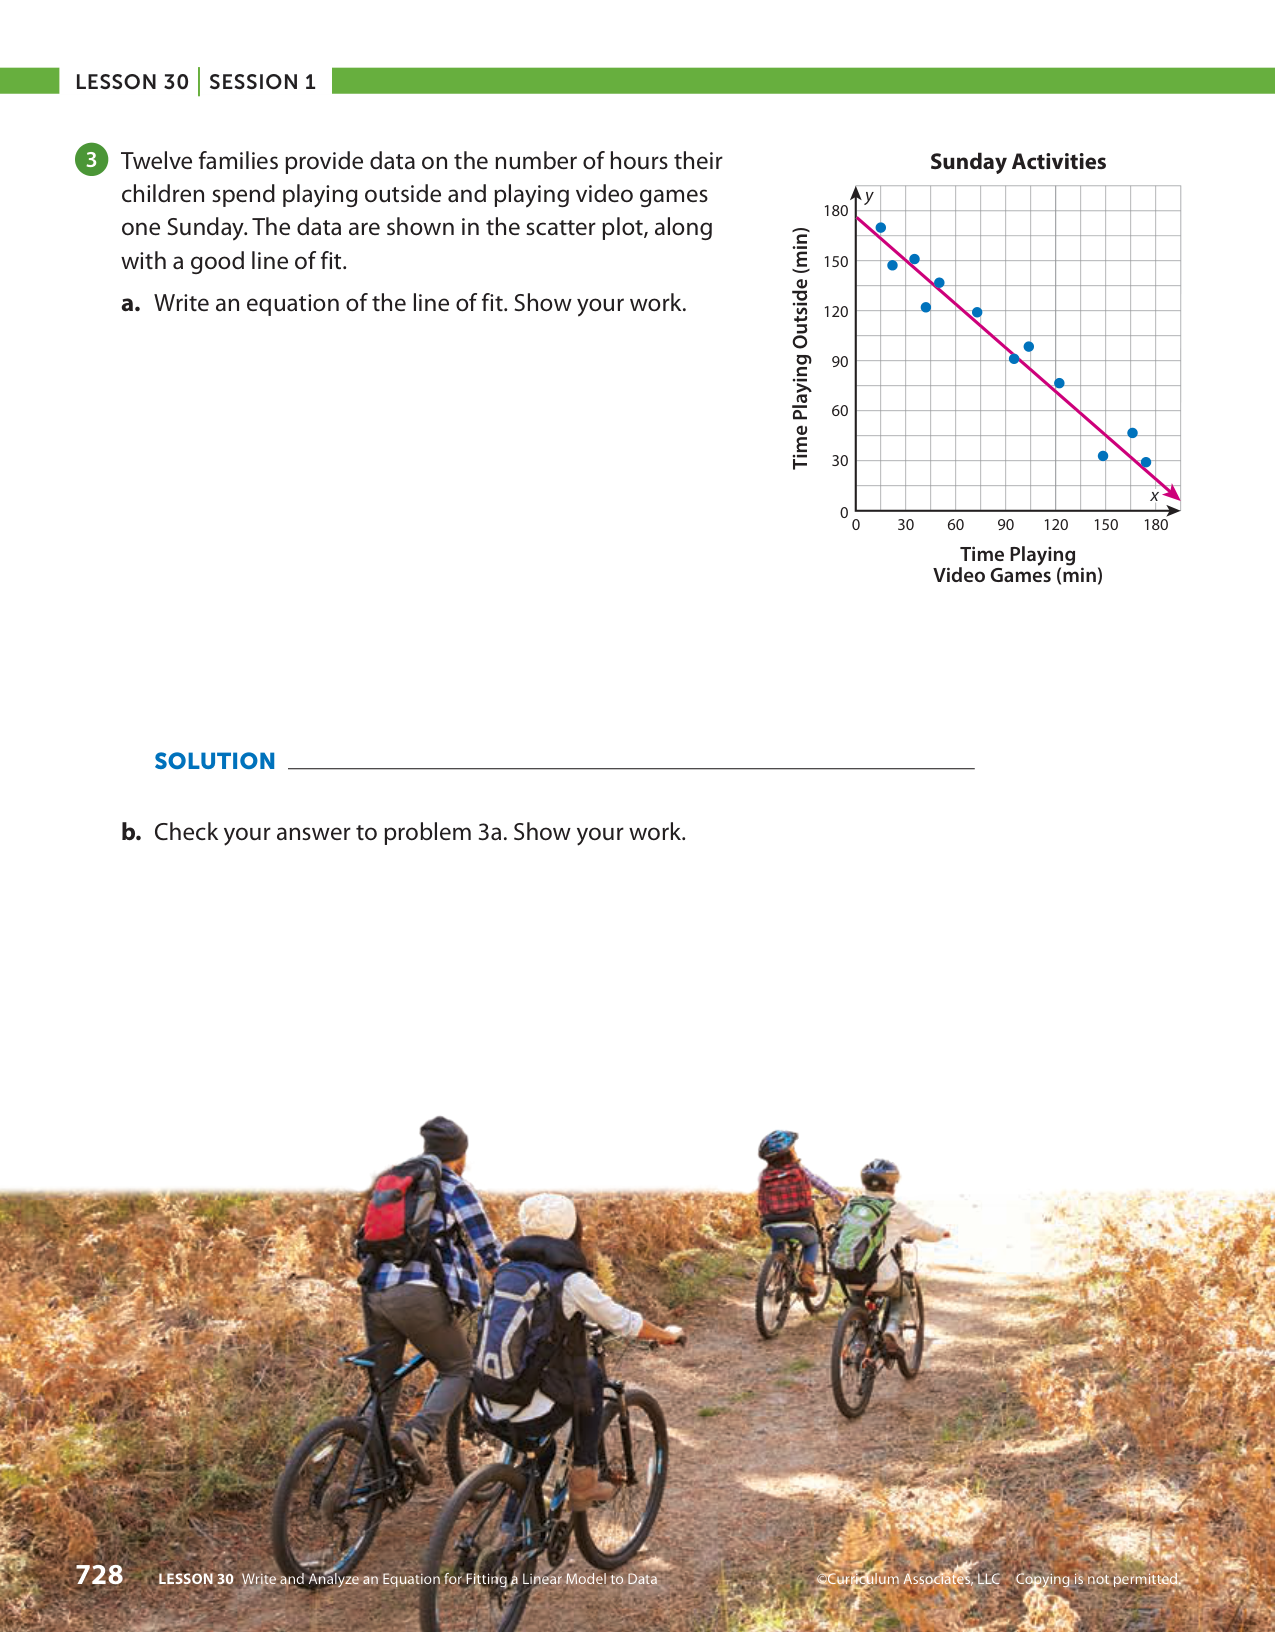 LESSON 30 | SESSION 1
3 Twelve families provide data on the number of hours their
children spend playing outside and playing video games
one Sunday. The data are shown in the scatter plot, along
with a good line of fit.
a. Write an equation of the line of fit. Show your work.
Sunday Activities
y
Time Playing Outside (min)
180
150
120
90
60
30
0
x
0 30 60 90 120 150 180
Time Playing
Video Games (min)
SOLUTION
b. Check your answer to problem 3a. Show your work.
728 LESSON 30 Write and Analyze an Equation for Fitting a Linear Model to Data ©Curriculum Associates, LLC Copying is not permitted.